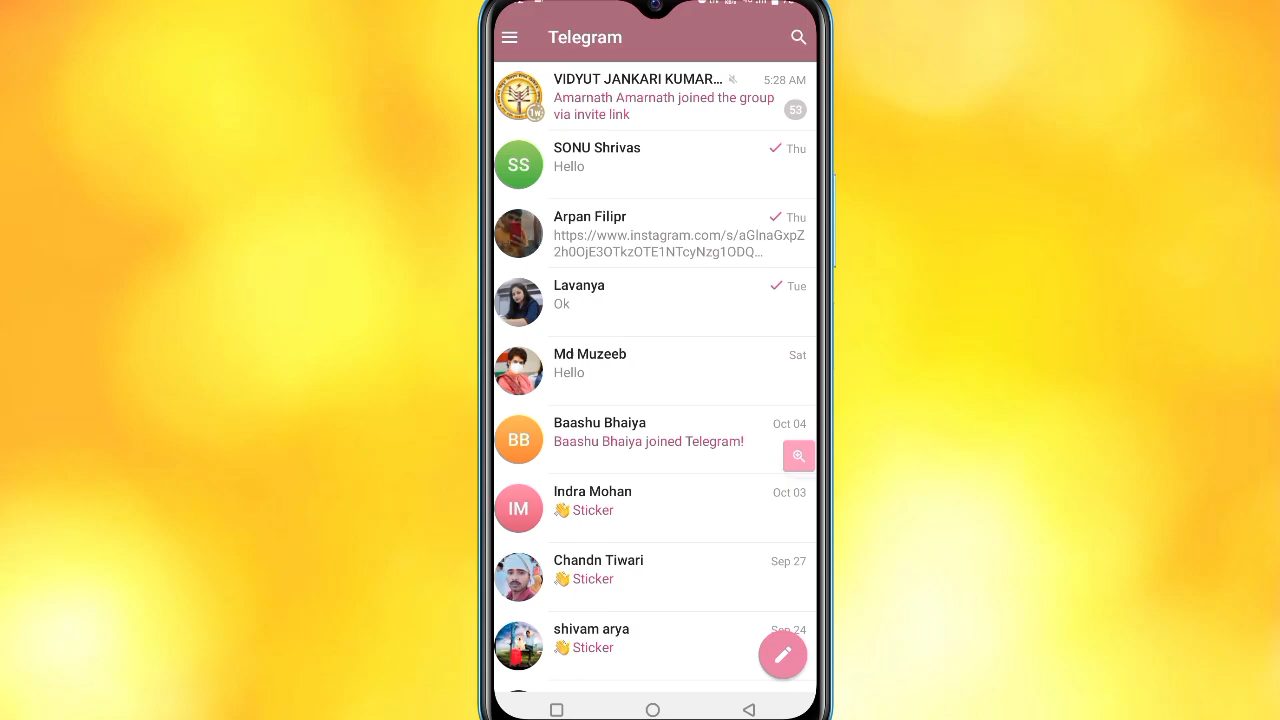 Telegram
VIDYUT JANKARI KUMAR...
5:28 AM
Amarnath Amarnath joined the group
via invite link
53
1w
SS
SONU Shrivas
Thu
Hello
Arpan Filipr
Thu
https://www.instagram.com/s/aGlnaGxpZ
2h0OjE3OTkzOTE1NTcyNzg1ODQ...
Lavanya
Tue
Ok
Md Muzeeb
Sat
Hello
BB
Baashu Bhaiya
Oct 04
Baashu Bhaiya joined Telegram!
IM
Indra Mohan
Oct 03
👋 Sticker
Chandn Tiwari
Sep 27
👋 Sticker
shivam arya
Sep 24
👋 Sticker